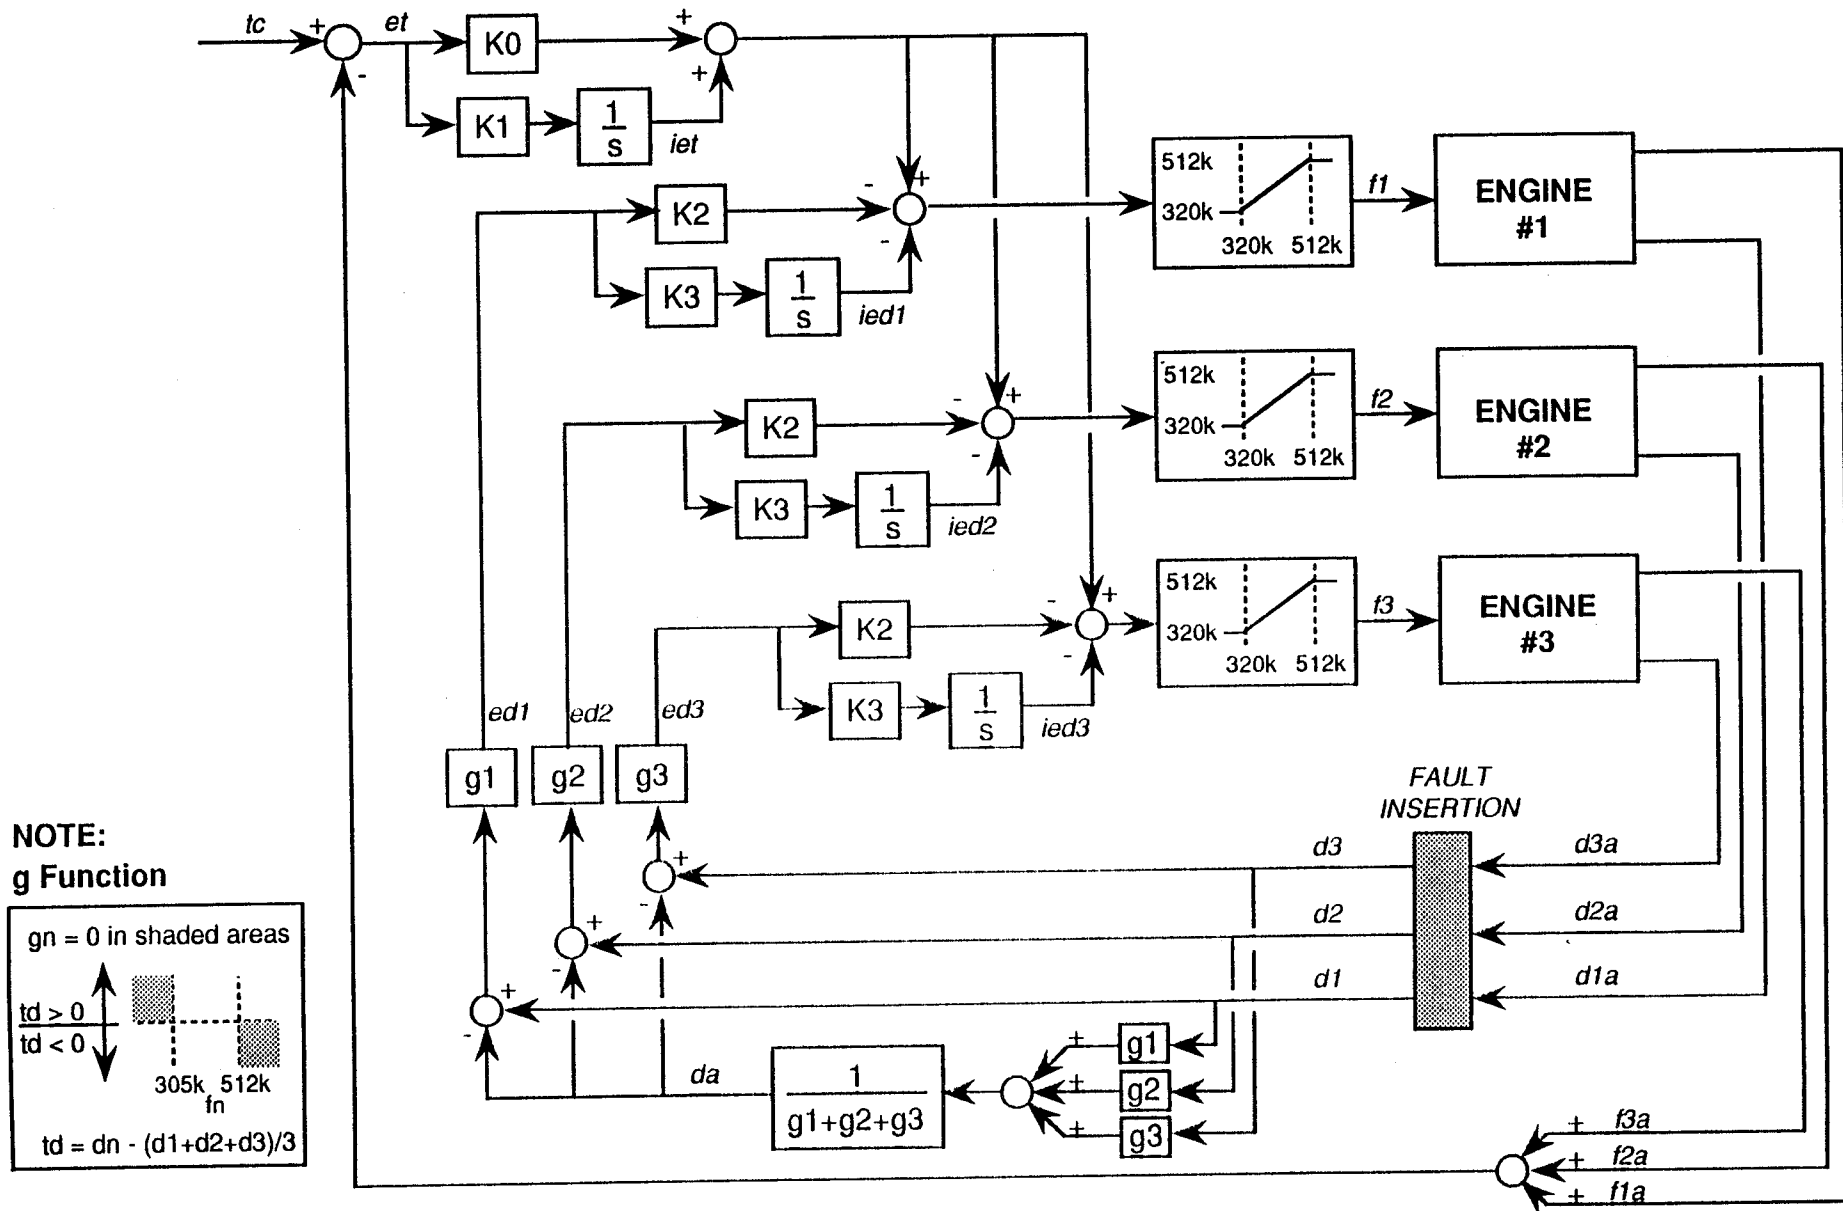 tc + et K0 + 
- + 
K1 1/s iet
512k 320k 320k 512k f1 ENGINE #1
K2 - + 
- 
K3 1/s ied1
512k 320k 320k 512k f2 ENGINE #2
K2 - + 
- 
K3 1/s ied2
512k 320k 320k 512k f3 ENGINE #3
K2 - + 
- 
K3 1/s ied3
ed1 ed2 ed3
g1 g2 g3
FAULT
INSERTION
NOTE:
g Function
gn = 0 in shaded areas
td > 0
td < 0
305k 512k
fn
td = dn - (d1+d2+d3)/3
+ - d3 d3a
+ - d2 d2a
+ - d1 d1a
+ g1
+ g2
+ g3
da 1/g1+g2+g3
+ f3a
+ f2a
+ f1a